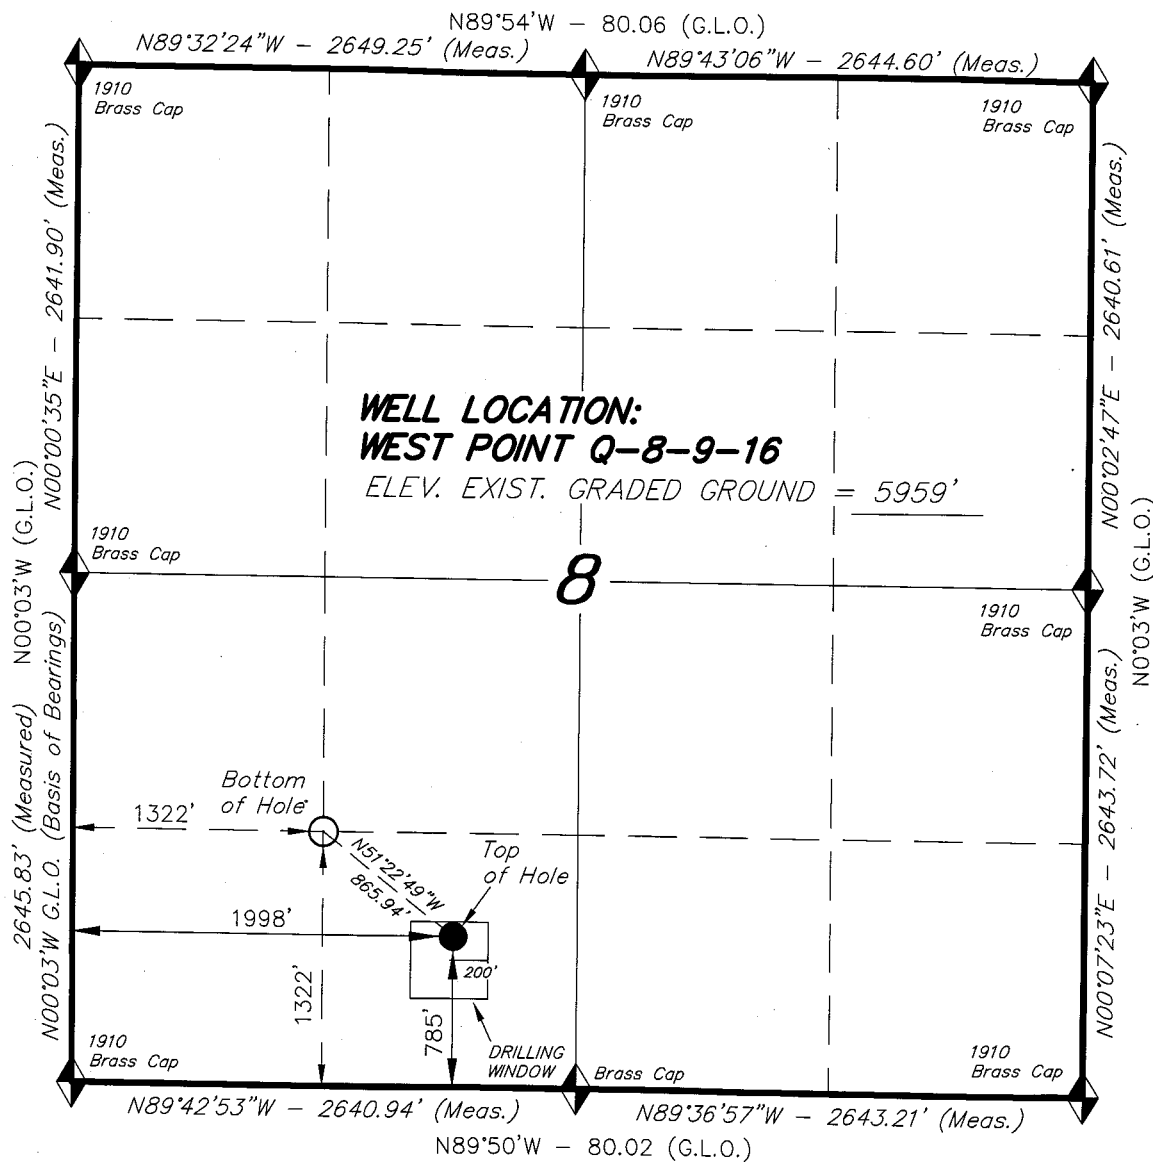 N89°54'W – 80.06 (G.L.O.)
N89°32'24"W – 2649.25' (Meas.)
N89°43'06"W – 2644.60' (Meas.)
1910
Brass Cap
1910
Brass Cap
1910
Brass Cap
N00°00'35"E – 2641.90' (Meas.)
N00°02'47"E – 2640.61' (Meas.)
WELL LOCATION:
WEST POINT Q–8–9–16
ELEV. EXIST. GRADED GROUND = 5959'
N00°03'W (G.L.O.)
N0°03'W (G.L.O.)
1910
Brass Cap
8
1910
Brass Cap
2645.83' (Measured)
N00°03'W G.L.O. (Basis of Bearings)
N00°07'23"E – 2643.72' (Meas.)
Bottom
of Hole
1322'
N51°22'49"W
865.94'
Top
of Hole
1998'
200'
1322'
785'
DRILLING
WINDOW
1910
Brass Cap
Brass Cap
1910
Brass Cap
N89°42'53"W – 2640.94' (Meas.)
N89°36'57"W – 2643.21' (Meas.)
N89°50'W – 80.02 (G.L.O.)